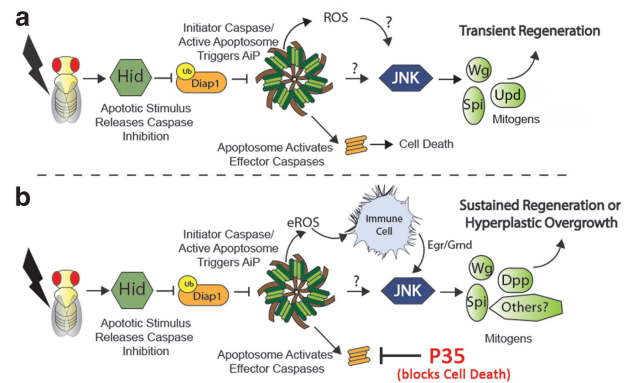 a
Initiator Caspase/
Active Apoptosome
Triggers AiP
ROS
?
Transient Regeneration
Hid
Ub
Diap1
?
JNK
Wg
Spi
Upd
Mitogens
Apototic Stimulus
Releases Caspase
Inhibition
Apoptosome Activates
Effector Caspases
Cell Death
b
Initiator Caspase/
Active Apoptosome
Triggers AiP
eROS
Immune
Cell
Egr/Grnd
Sustained Regeneration or
Hyperplastic Overgrowth
Hid
Ub
Diap1
?
JNK
Wg
Dpp
Spi
Others?
Mitogens
Apototic Stimulus
Releases Caspase
Inhibition
Apoptosome Activates
Effector Caspases
P35
(blocks Cell Death)